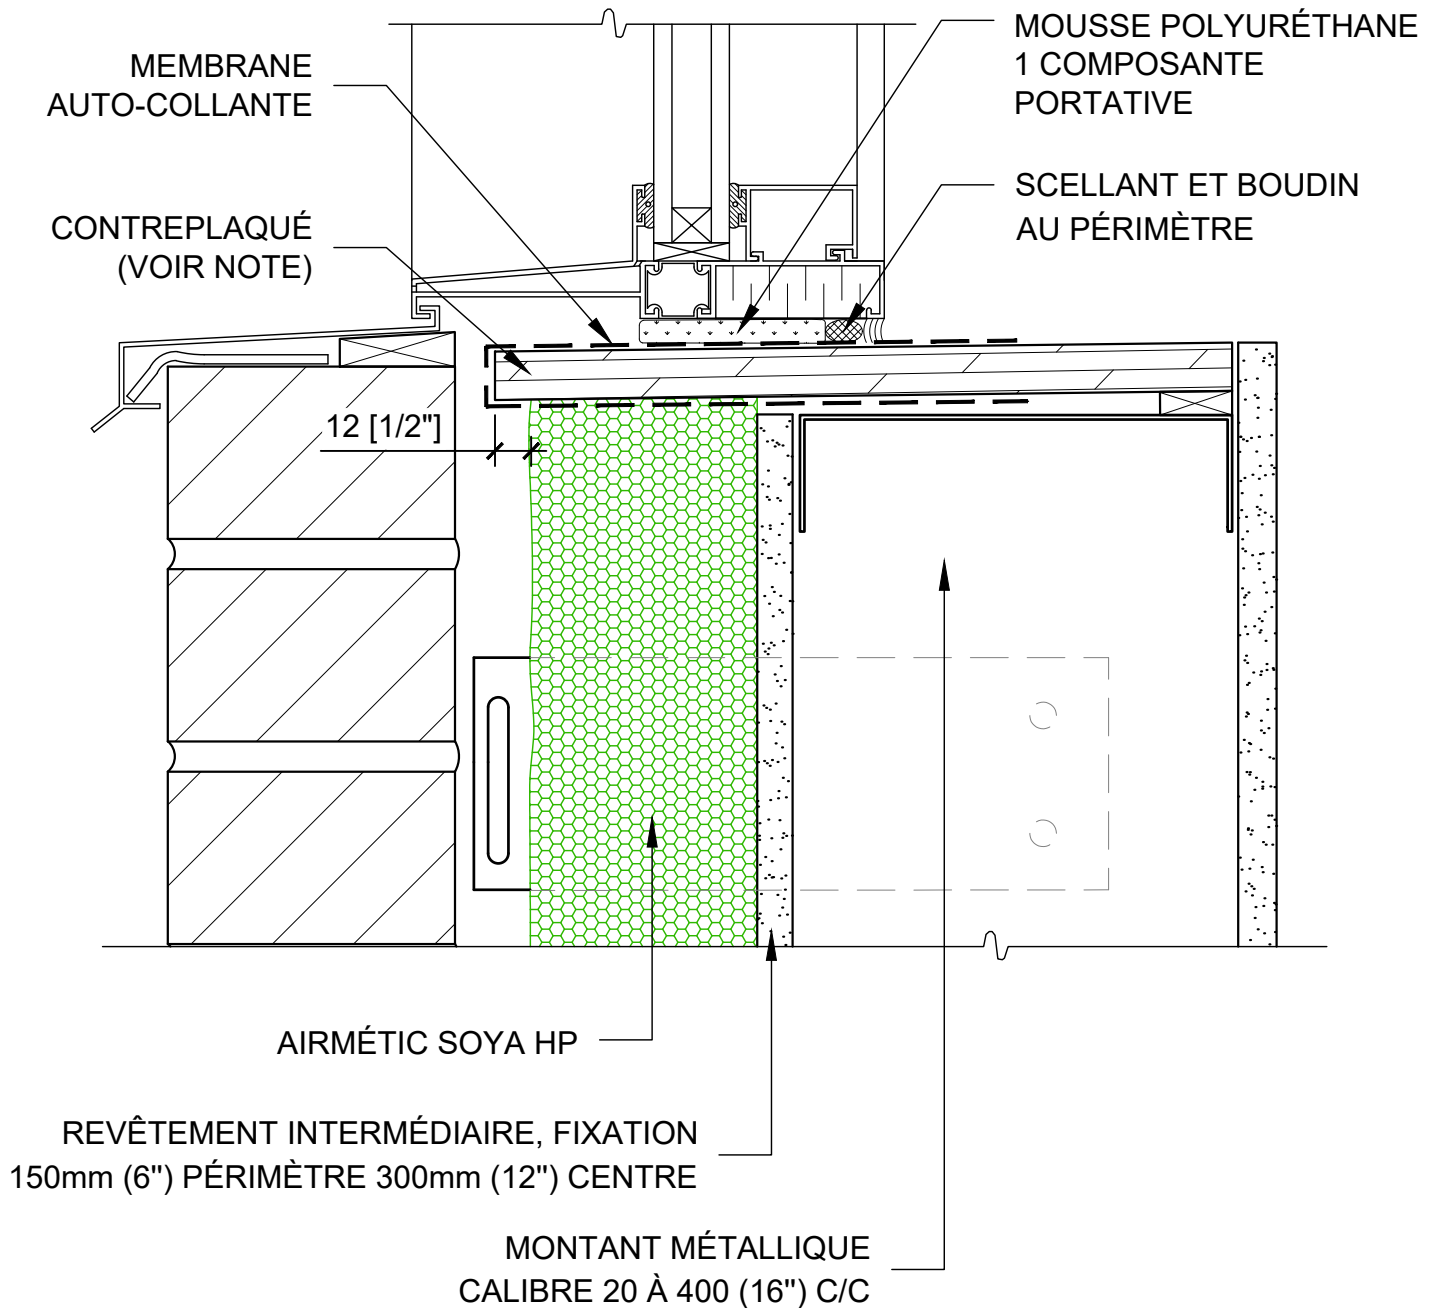 MEMBRANE
AUTO-COLLANTE
MOUSSE POLYURÉTHANE
1 COMPOSANTE
PORTATIVE
CONTREPLAQUÉ
(VOIR NOTE)
SCELLANT ET BOUDIN
AU PÉRIMÈTRE
12 [1/2"]
AIRMÉTIC SOYA HP
REVÊTEMENT INTERMÉDIAIRE, FIXATION
150mm (6") PÉRIMÈTRE 300mm (12") CENTRE
MONTANT MÉTALLIQUE
CALIBRE 20 À 400 (16") C/C